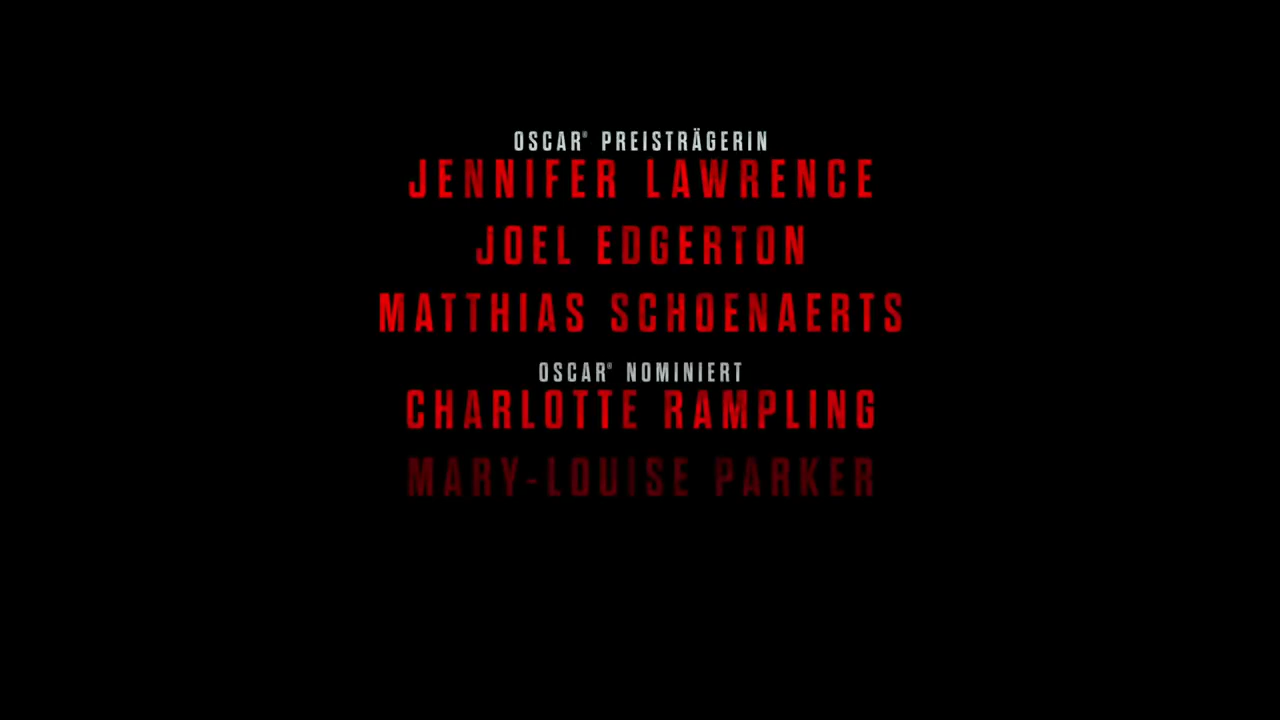 OSCAR® PREISTRÄGERIN
JENNIFER LAWRENCE
JOEL EDGERTON
MATTHIAS SCHOENAERTS
OSCAR® NOMINIERT
CHARLOTTE RAMPLING
MARY-LOUISE PARKER